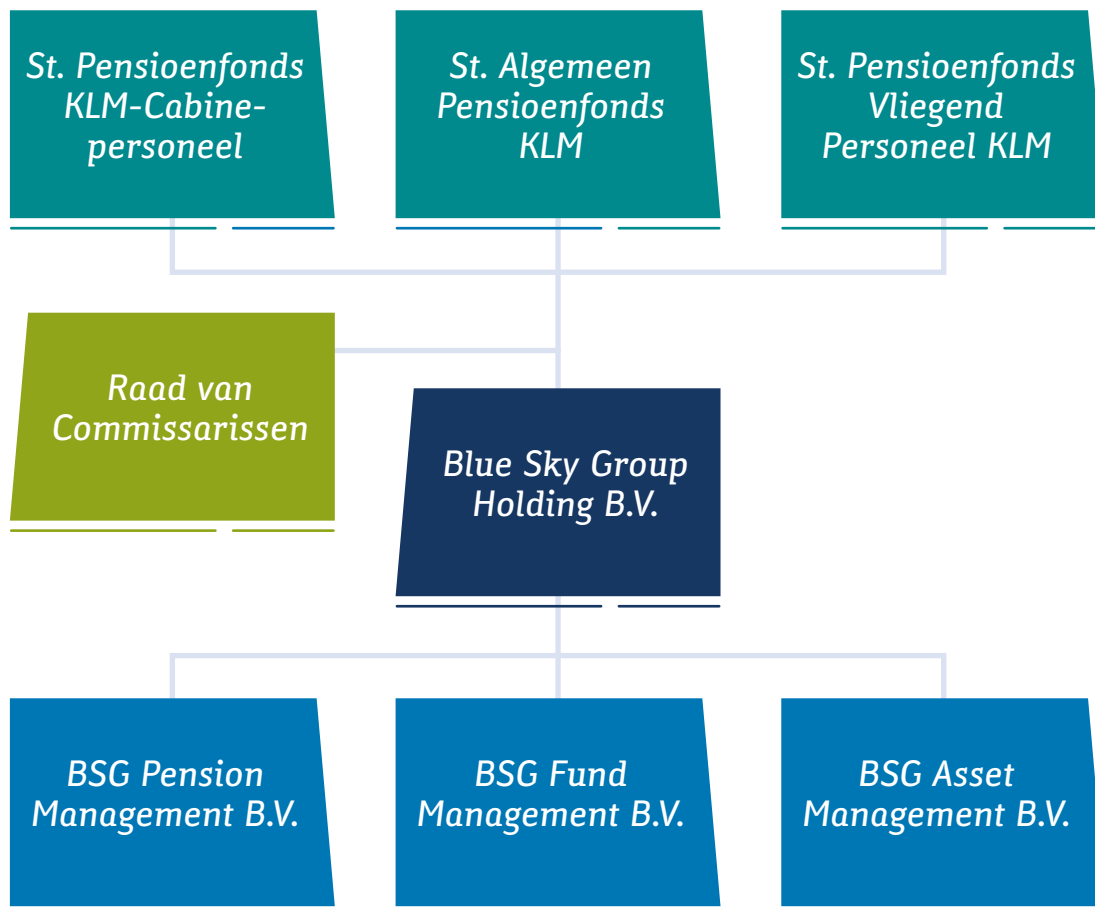 St. Pensioenfonds
KLM-Cabine-
personeel
St. Algemeen
Pensioenfonds
KLM
St. Pensioenfonds
Vliegend
Personeel KLM
Raad van
Commissarissen
Blue Sky Group
Holding B.V.
BSG Pension
Management B.V.
BSG Fund
Management B.V.
BSG Asset
Management B.V.